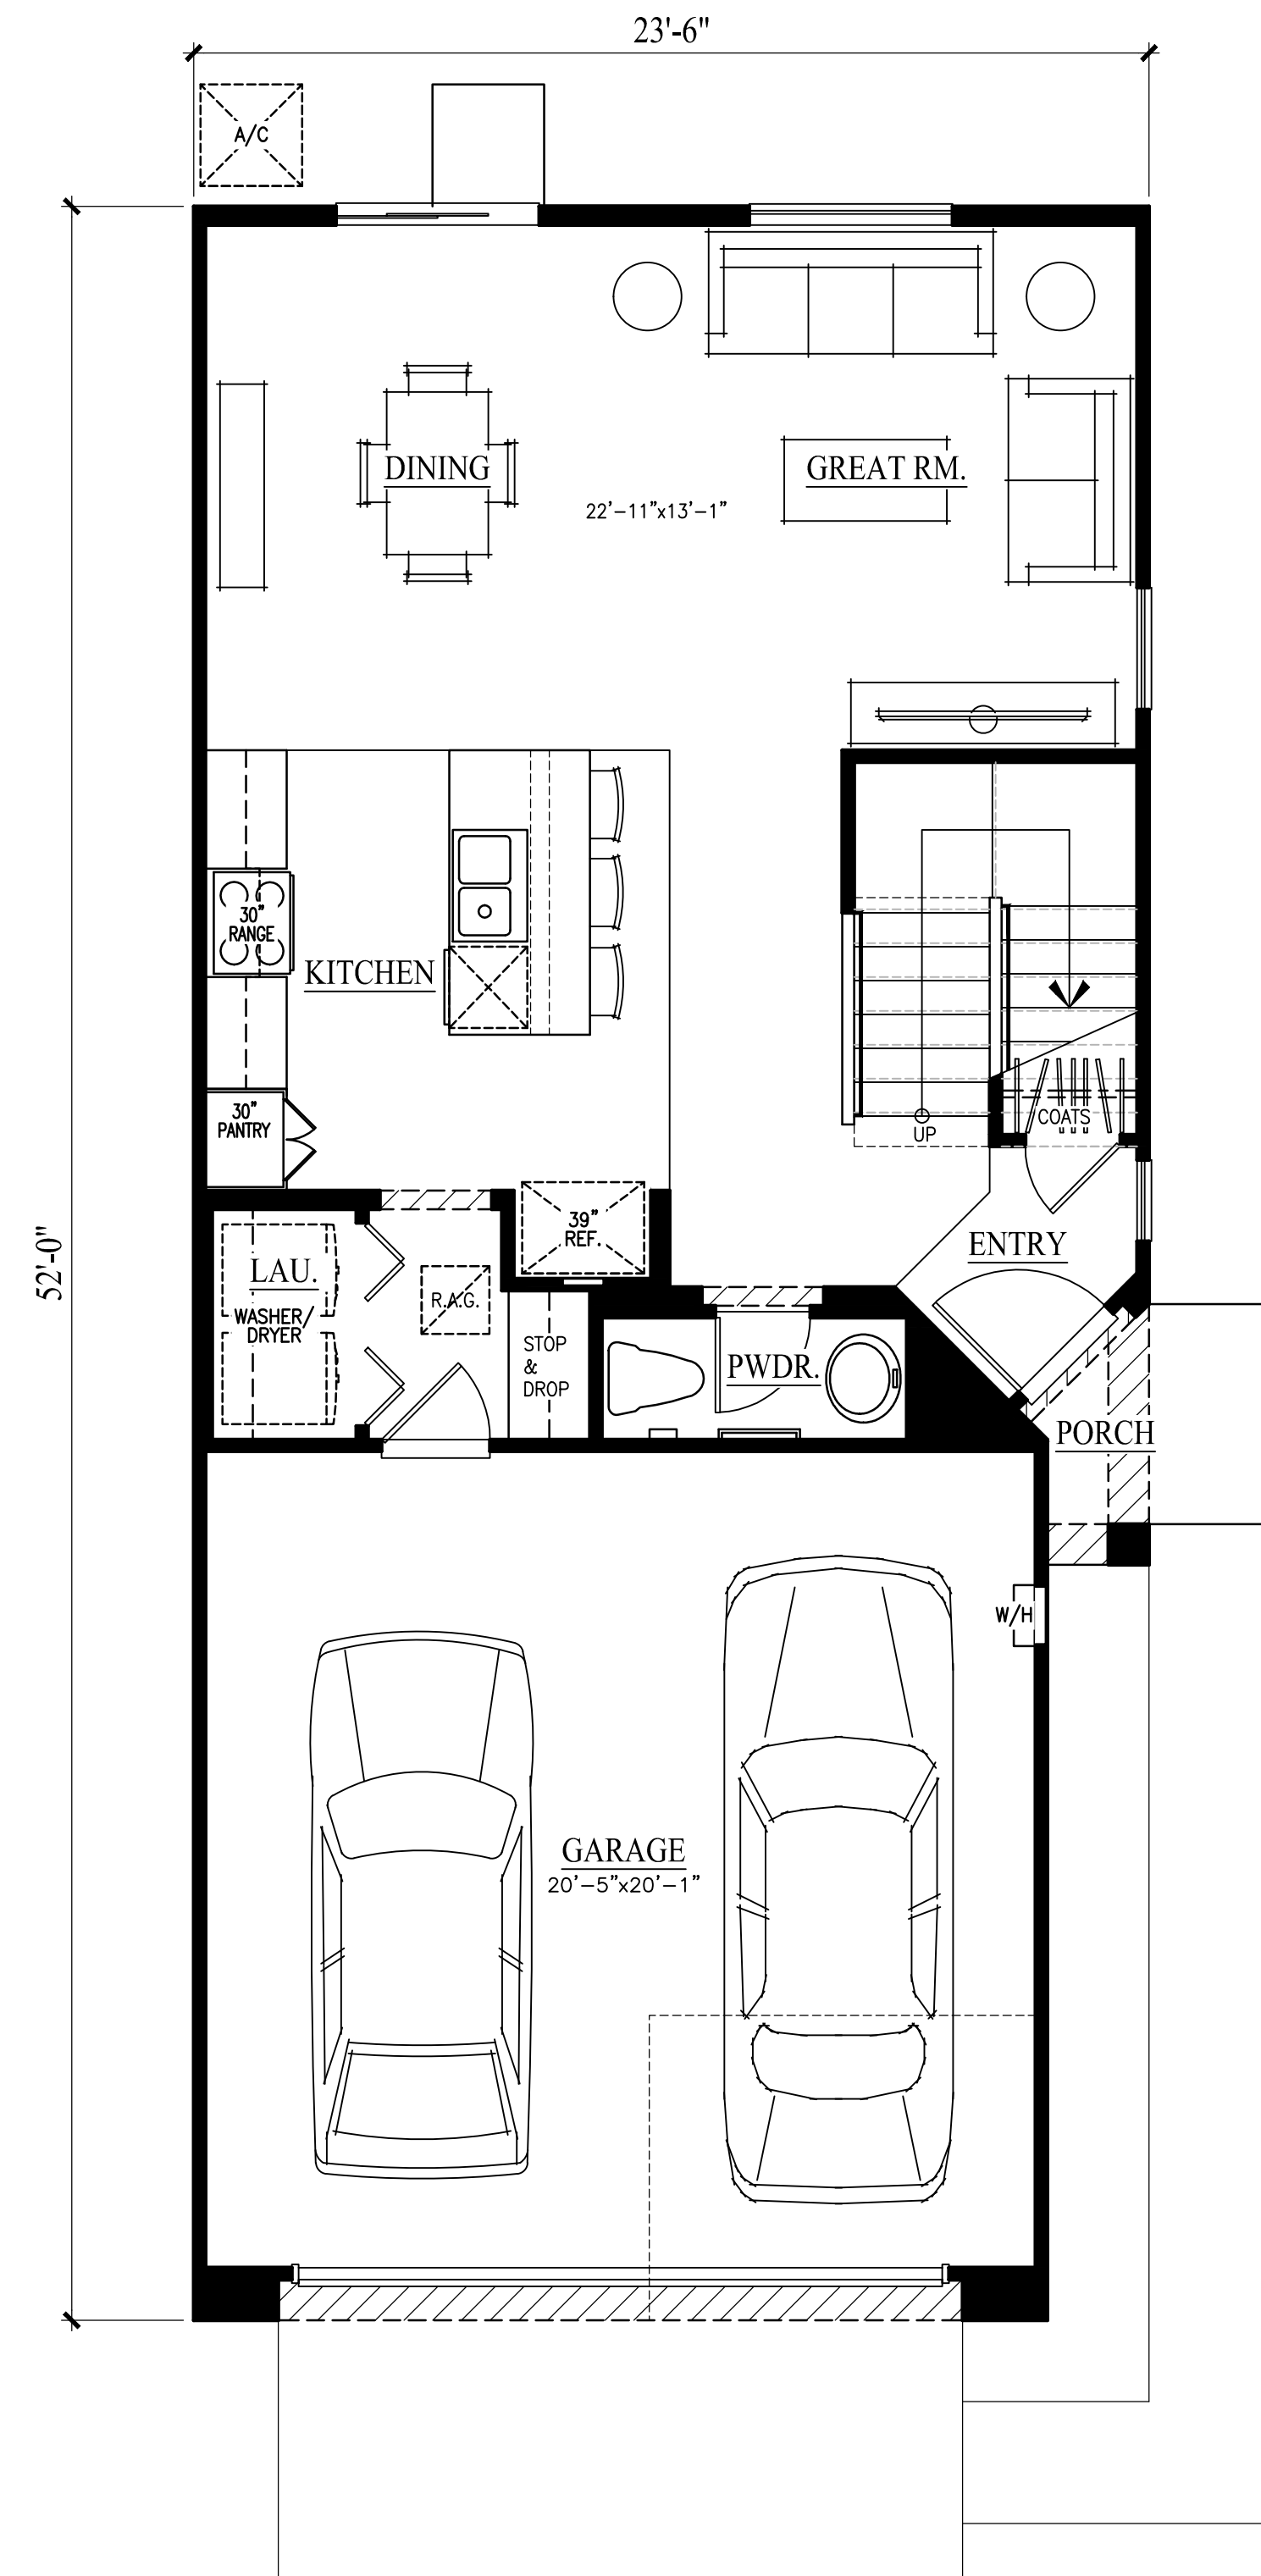 23'-6"
A/C
DINING
GREAT RM.
22'-11"x13'-1"
30"
RANGE
KITCHEN
30"
PANTRY
COATS
UP
39"
REF.
ENTRY
52'-0"
LAU.
R.A.G.
WASHER/
DRYER
STOP
&
DROP
PWDR.
PORCH
W/H
GARAGE
20'-5"x20'-1"